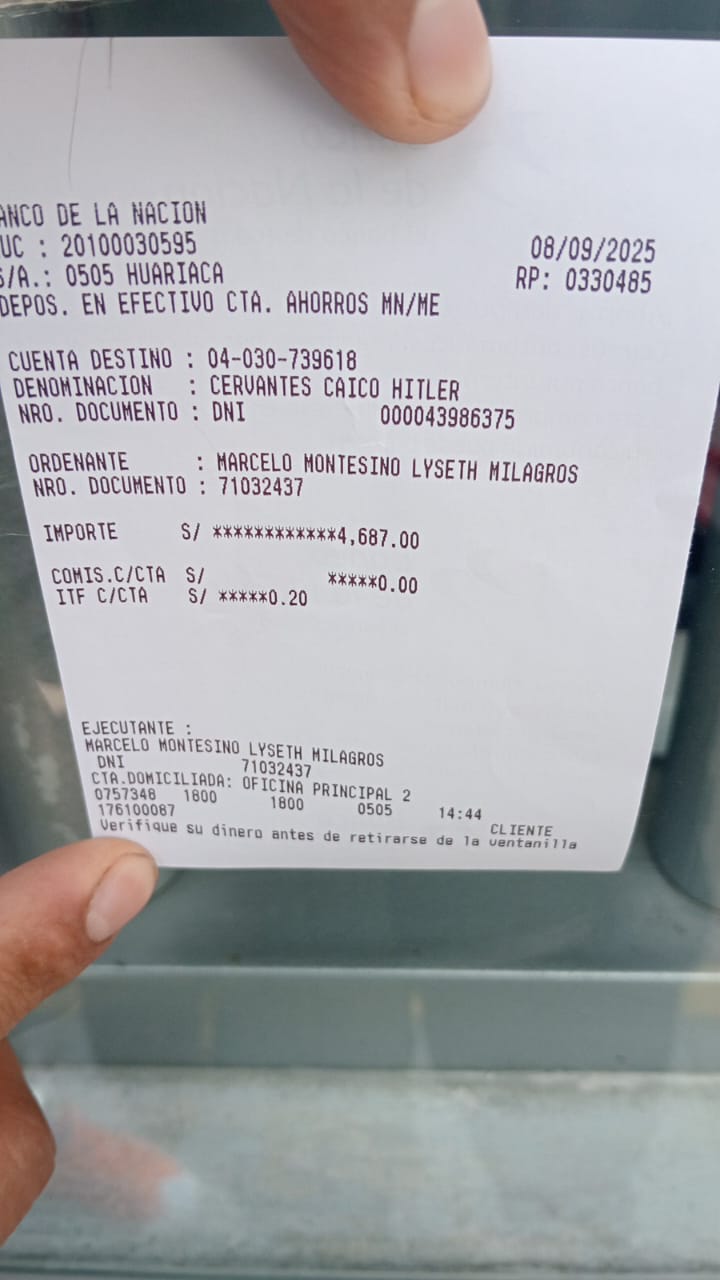 ANCO DE LA NACION
UC : 20100030595 08/09/2025
S/A.: 0505 HUARIACA RP: 0330485
DEPOS. EN EFECTIVO CTA. AHORROS MN/ME
CUENTA DESTINO : 04-030-739618
DENOMINACION : CERVANTES CAICO HITLER
NRO. DOCUMENTO : DNI 000043986375
ORDENANTE : MARCELO MONTESINO LYSETH MILAGROS
NRO. DOCUMENTO : 71032437
IMPORTE S/ ************4,687.00
COMIS.C/CTA S/ *****0.00
ITF C/CTA S/ *****0.20
EJECUTANTE :
MARCELO MONTESINO LYSETH MILAGROS
DNI 71032437
CTA.DOMICILIADA: OFICINA PRINCIPAL 2
0757348 1800 1800 0505 14:44
176100087 CLIENTE
Verifique su dinero antes de retirarse de la ventanilla